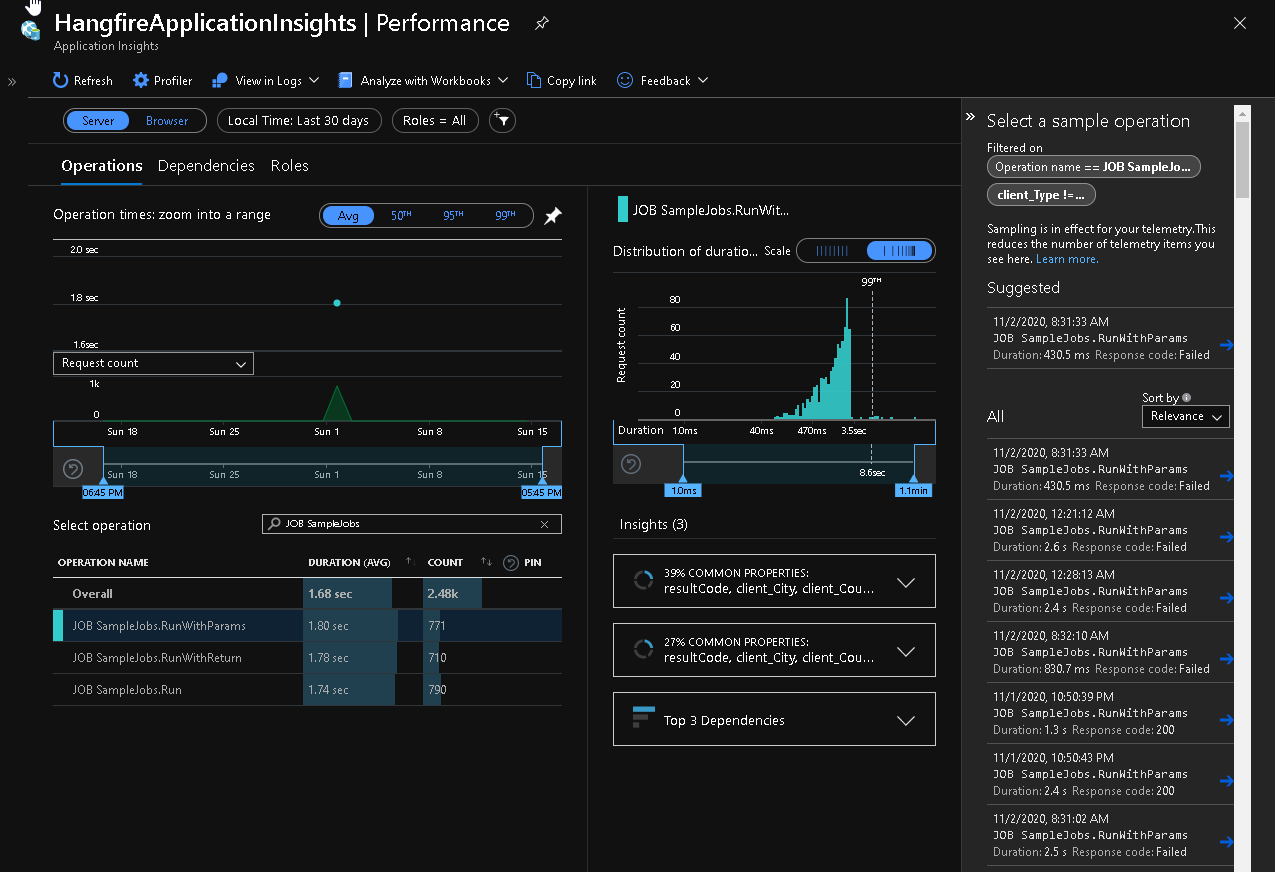 HangfireApplicationInsights | Performance
Application Insights
Refresh Profiler View in Logs Analyze with Workbooks Copy link Feedback
Server Browser Local Time: Last 30 days Roles = All
Operations Dependencies Roles
Operation times: zoom into a range
Avg 50TH 95TH 99TH
2.0 sec
1.8 sec
1.6sec
Request count
1k
0
Sun 18 Sun 25 Sun 1 Sun 8 Sun 15
Sun 18 Sun 25 Sun 1 Sun 8 Sun 15
06:45 PM 05:45 PM
Select operation
JOB SampleJobs
OPERATION NAME DURATION (AVG) COUNT PIN
Overall 1.68 sec 2.48k
JOB SampleJobs.RunWithParams 1.80 sec 771
JOB SampleJobs.RunWithReturn 1.78 sec 710
JOB SampleJobs.Run 1.74 sec 790
JOB SampleJobs.RunWit...
Distribution of duratio... Scale
99TH
Request count
80
60
40
20
0
Duration 1.0ms 40ms 470ms 3.5sec
8.6sec
1.0ms 1.1min
Insights (3)
39% COMMON PROPERTIES:
resultCode, client_City, client_Cou...
27% COMMON PROPERTIES:
resultCode, client_City, client_Cou...
Top 3 Dependencies
Select a sample operation
Filtered on
Operation name == JOB SampleJo...
client_Type !=...
Sampling is in effect for your telemetry.This
reduces the number of telemetry items you
see here. Learn more.
Suggested
11/2/2020, 8:31:33 AM
JOB SampleJobs.RunWithParams
Duration: 430.5 ms Response code: Failed
Sort by
All
Relevance
11/2/2020, 8:31:33 AM
JOB SampleJobs.RunWithParams
Duration: 430.5 ms Response code: Failed
11/2/2020, 12:21:12 AM
JOB SampleJobs.RunWithParams
Duration: 2.6 s Response code: Failed
11/2/2020, 12:28:13 AM
JOB SampleJobs.RunWithParams
Duration: 2.4 s Response code: Failed
11/2/2020, 8:32:10 AM
JOB SampleJobs.RunWithParams
Duration: 830.7 ms Response code: Failed
11/1/2020, 10:50:39 PM
JOB SampleJobs.RunWithParams
Duration: 1.3 s Response code: 200
11/1/2020, 10:50:43 PM
JOB SampleJobs.RunWithParams
Duration: 2.4 s Response code: 200
11/2/2020, 8:31:02 AM
JOB SampleJobs.RunWithParams
Duration: 2.5 s Response code: Failed